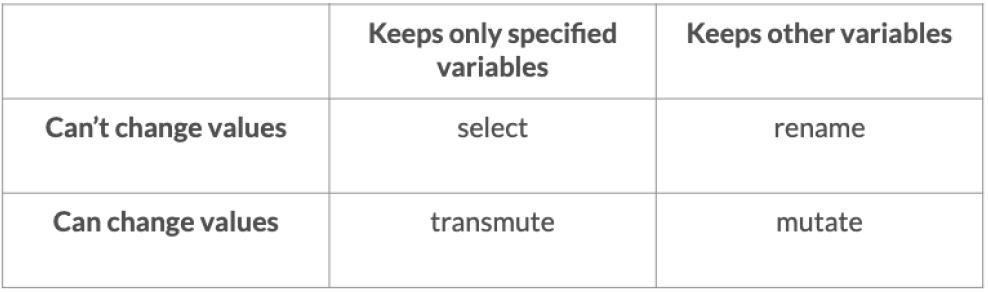 Keeps only specified
variables
Keeps other variables
Can't change values
select
rename
Can change values
transmute
mutate